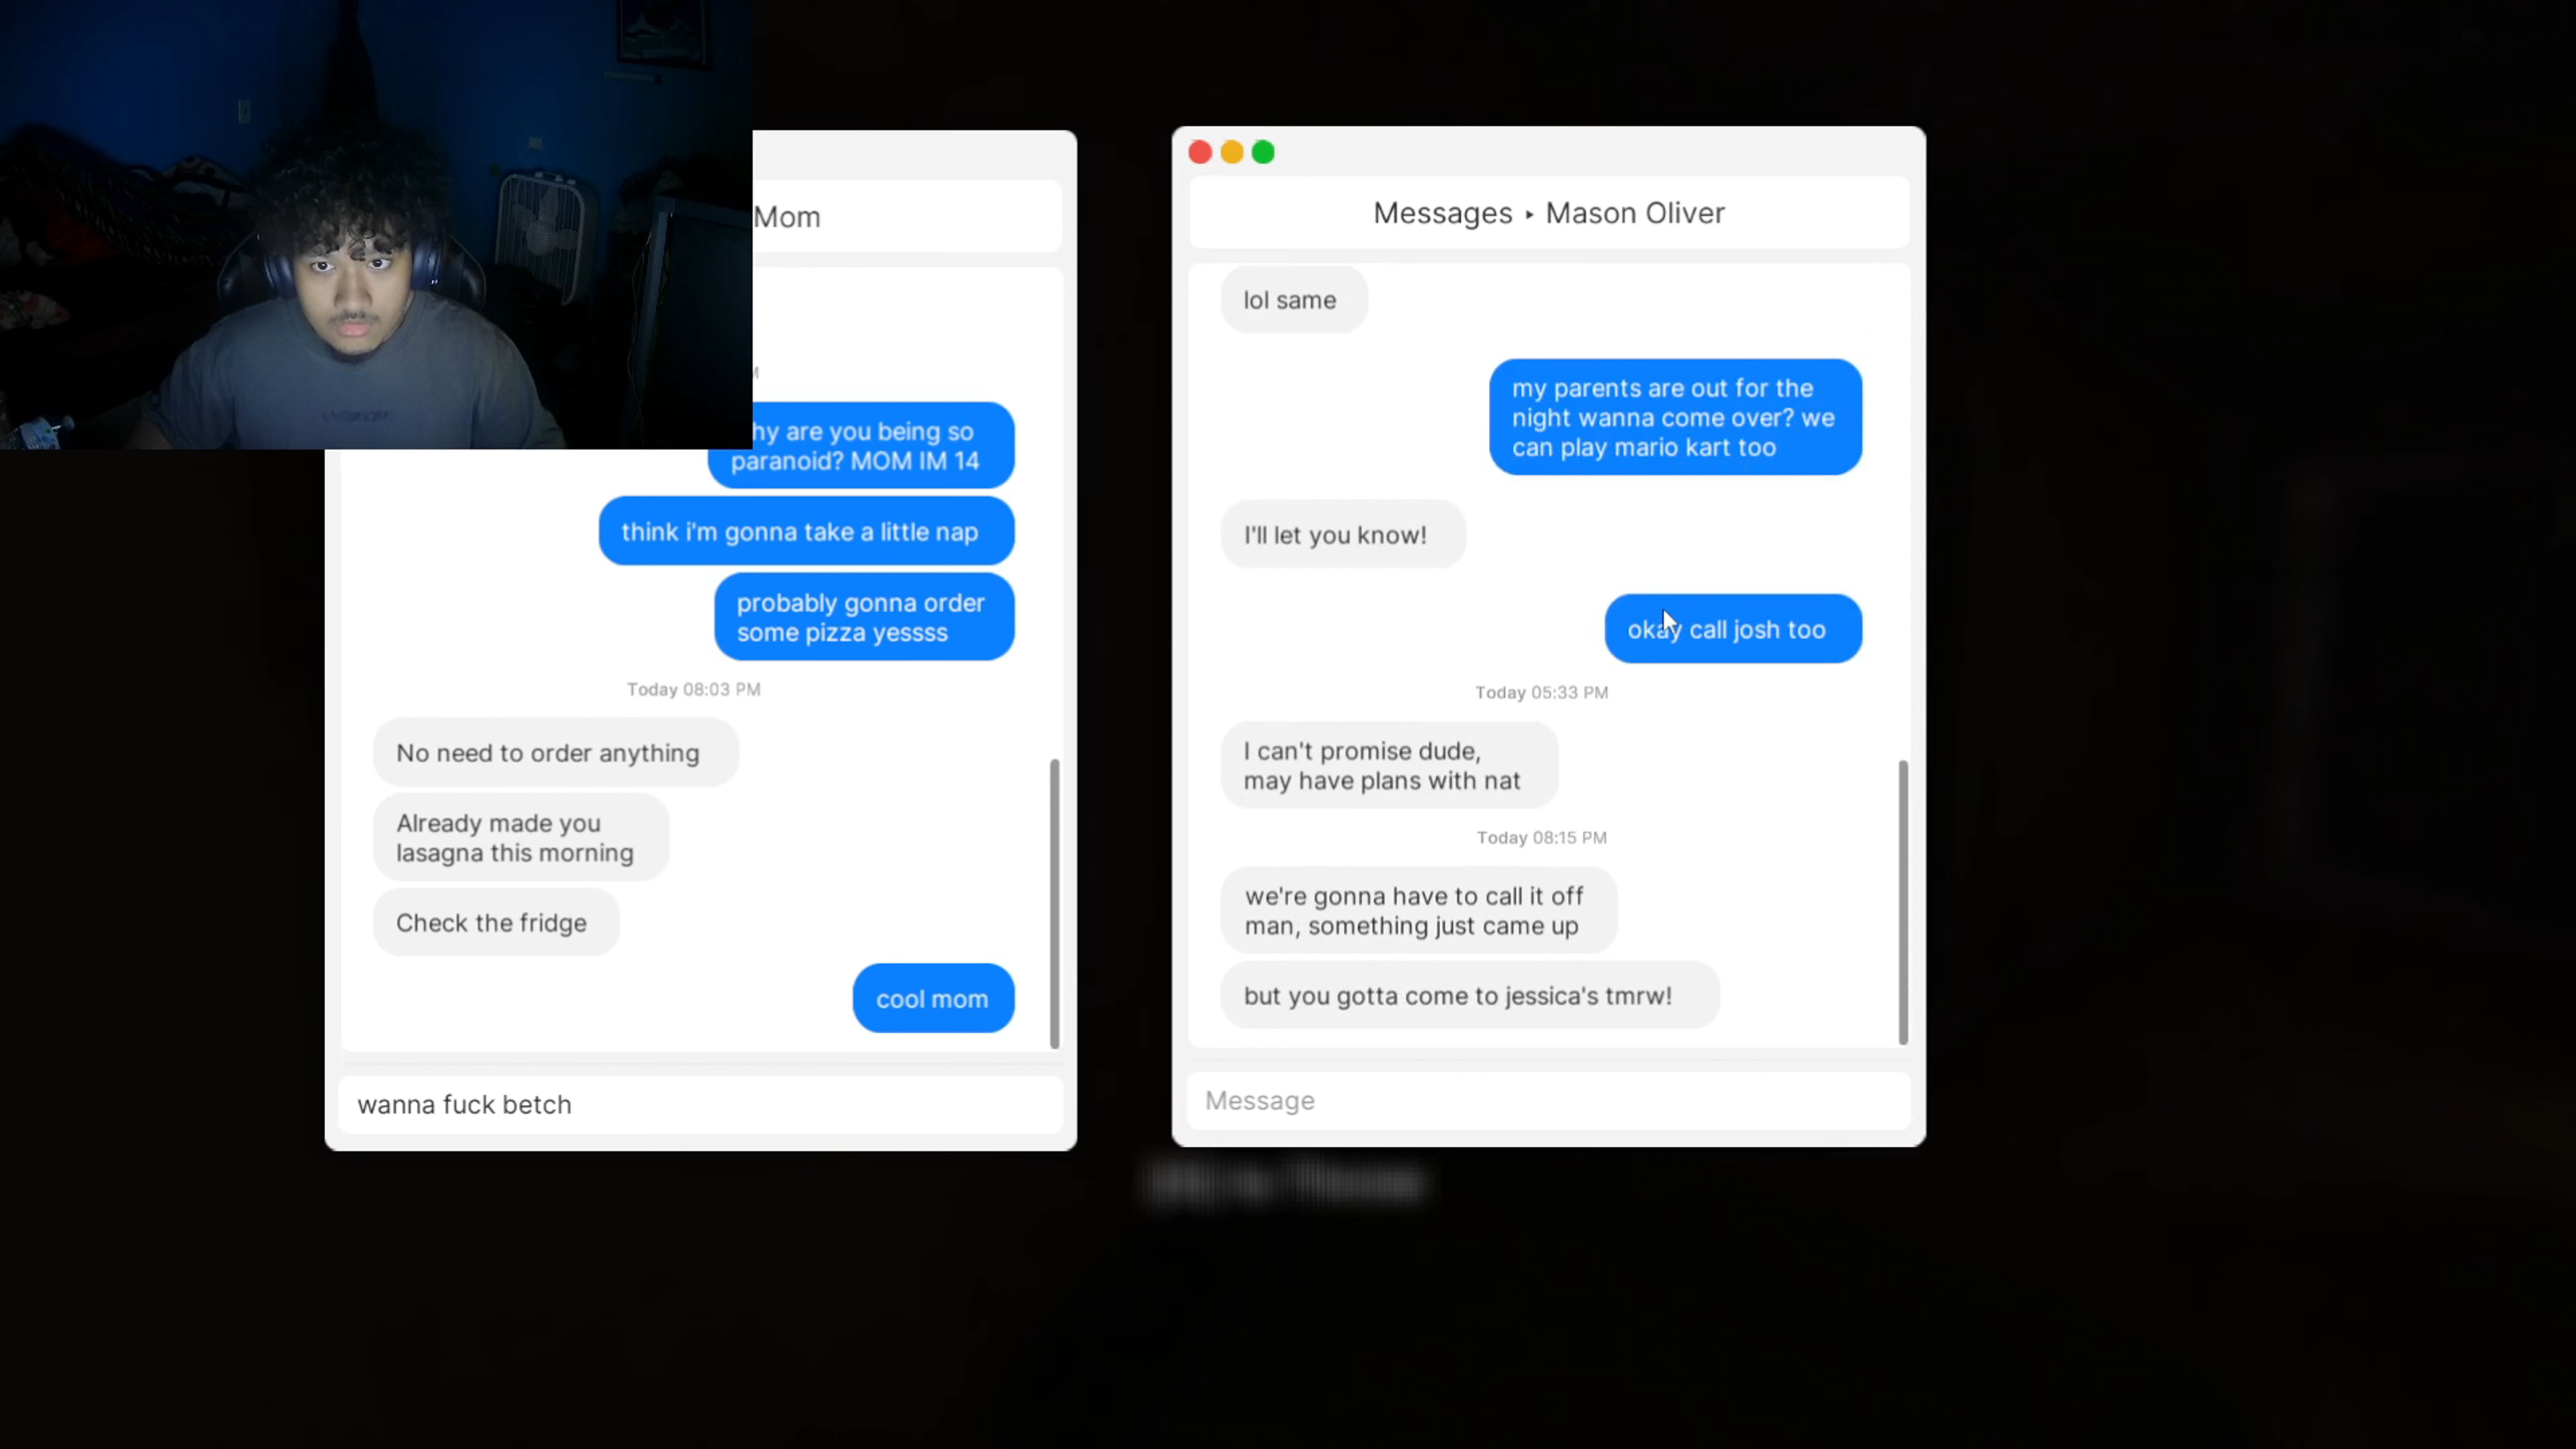 Mom
hy are you being so
paranoid? MOM IM 14
think i'm gonna take a little nap
probably gonna order
some pizza yessss
Today 08:03 PM
No need to order anything
Already made you
lasagna this morning
Check the fridge
cool mom
wanna fuck betch
Messages ▸ Mason Oliver
lol same
my parents are out for the
night wanna come over? we
can play mario kart too
I'll let you know!
okay call josh too
Today 05:33 PM
I can't promise dude,
may have plans with nat
Today 08:15 PM
we're gonna have to call it off
man, something just came up
but you gotta come to jessica's tmrw!
Message